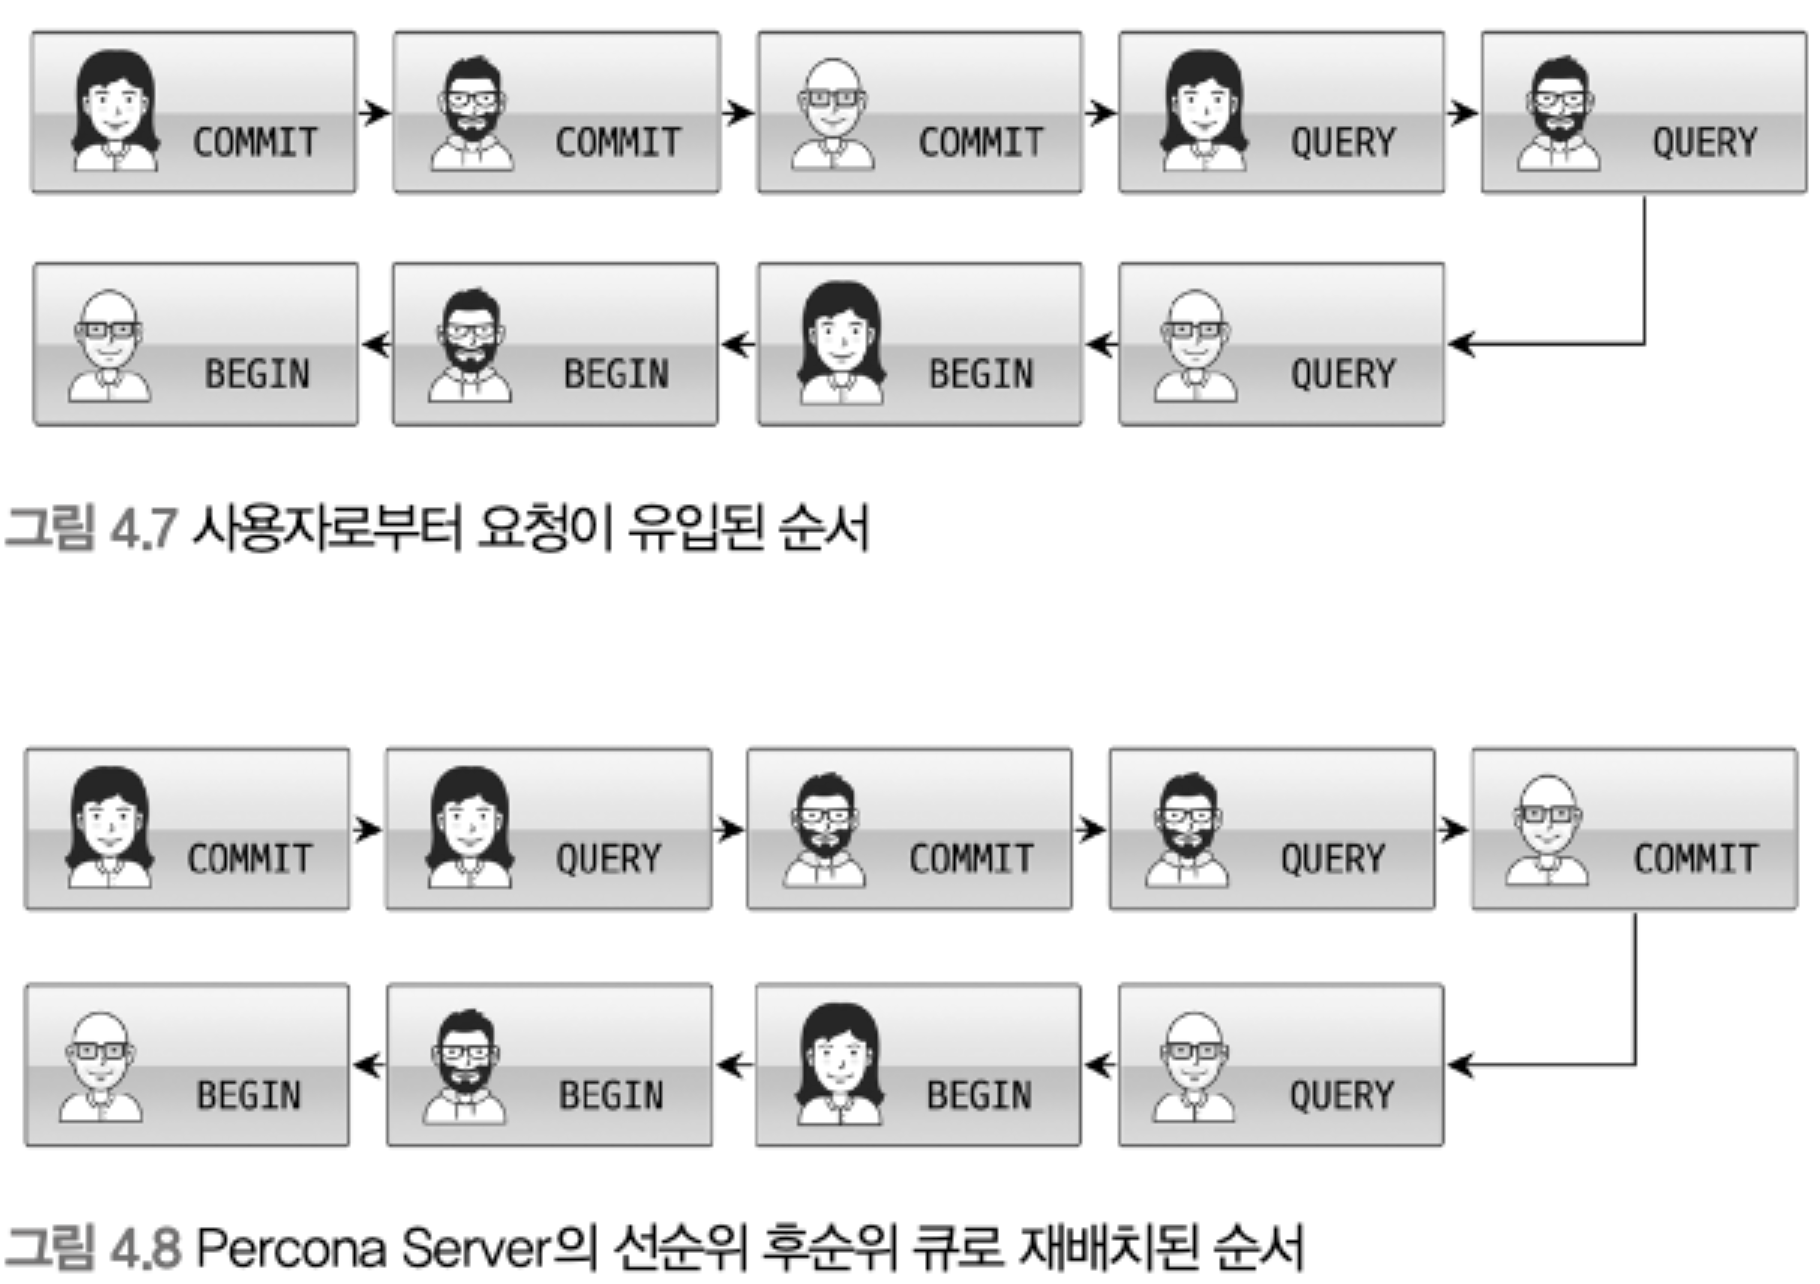 COMMIT COMMIT COMMIT QUERY QUERY
BEGIN BEGIN BEGIN QUERY
그림 4.7 사용자로부터 요청이 유입된 순서
COMMIT QUERY COMMIT QUERY COMMIT
BEGIN BEGIN BEGIN QUERY
그림 4.8 Percona Server의 선순위 후순위 큐로 재배치된 순서